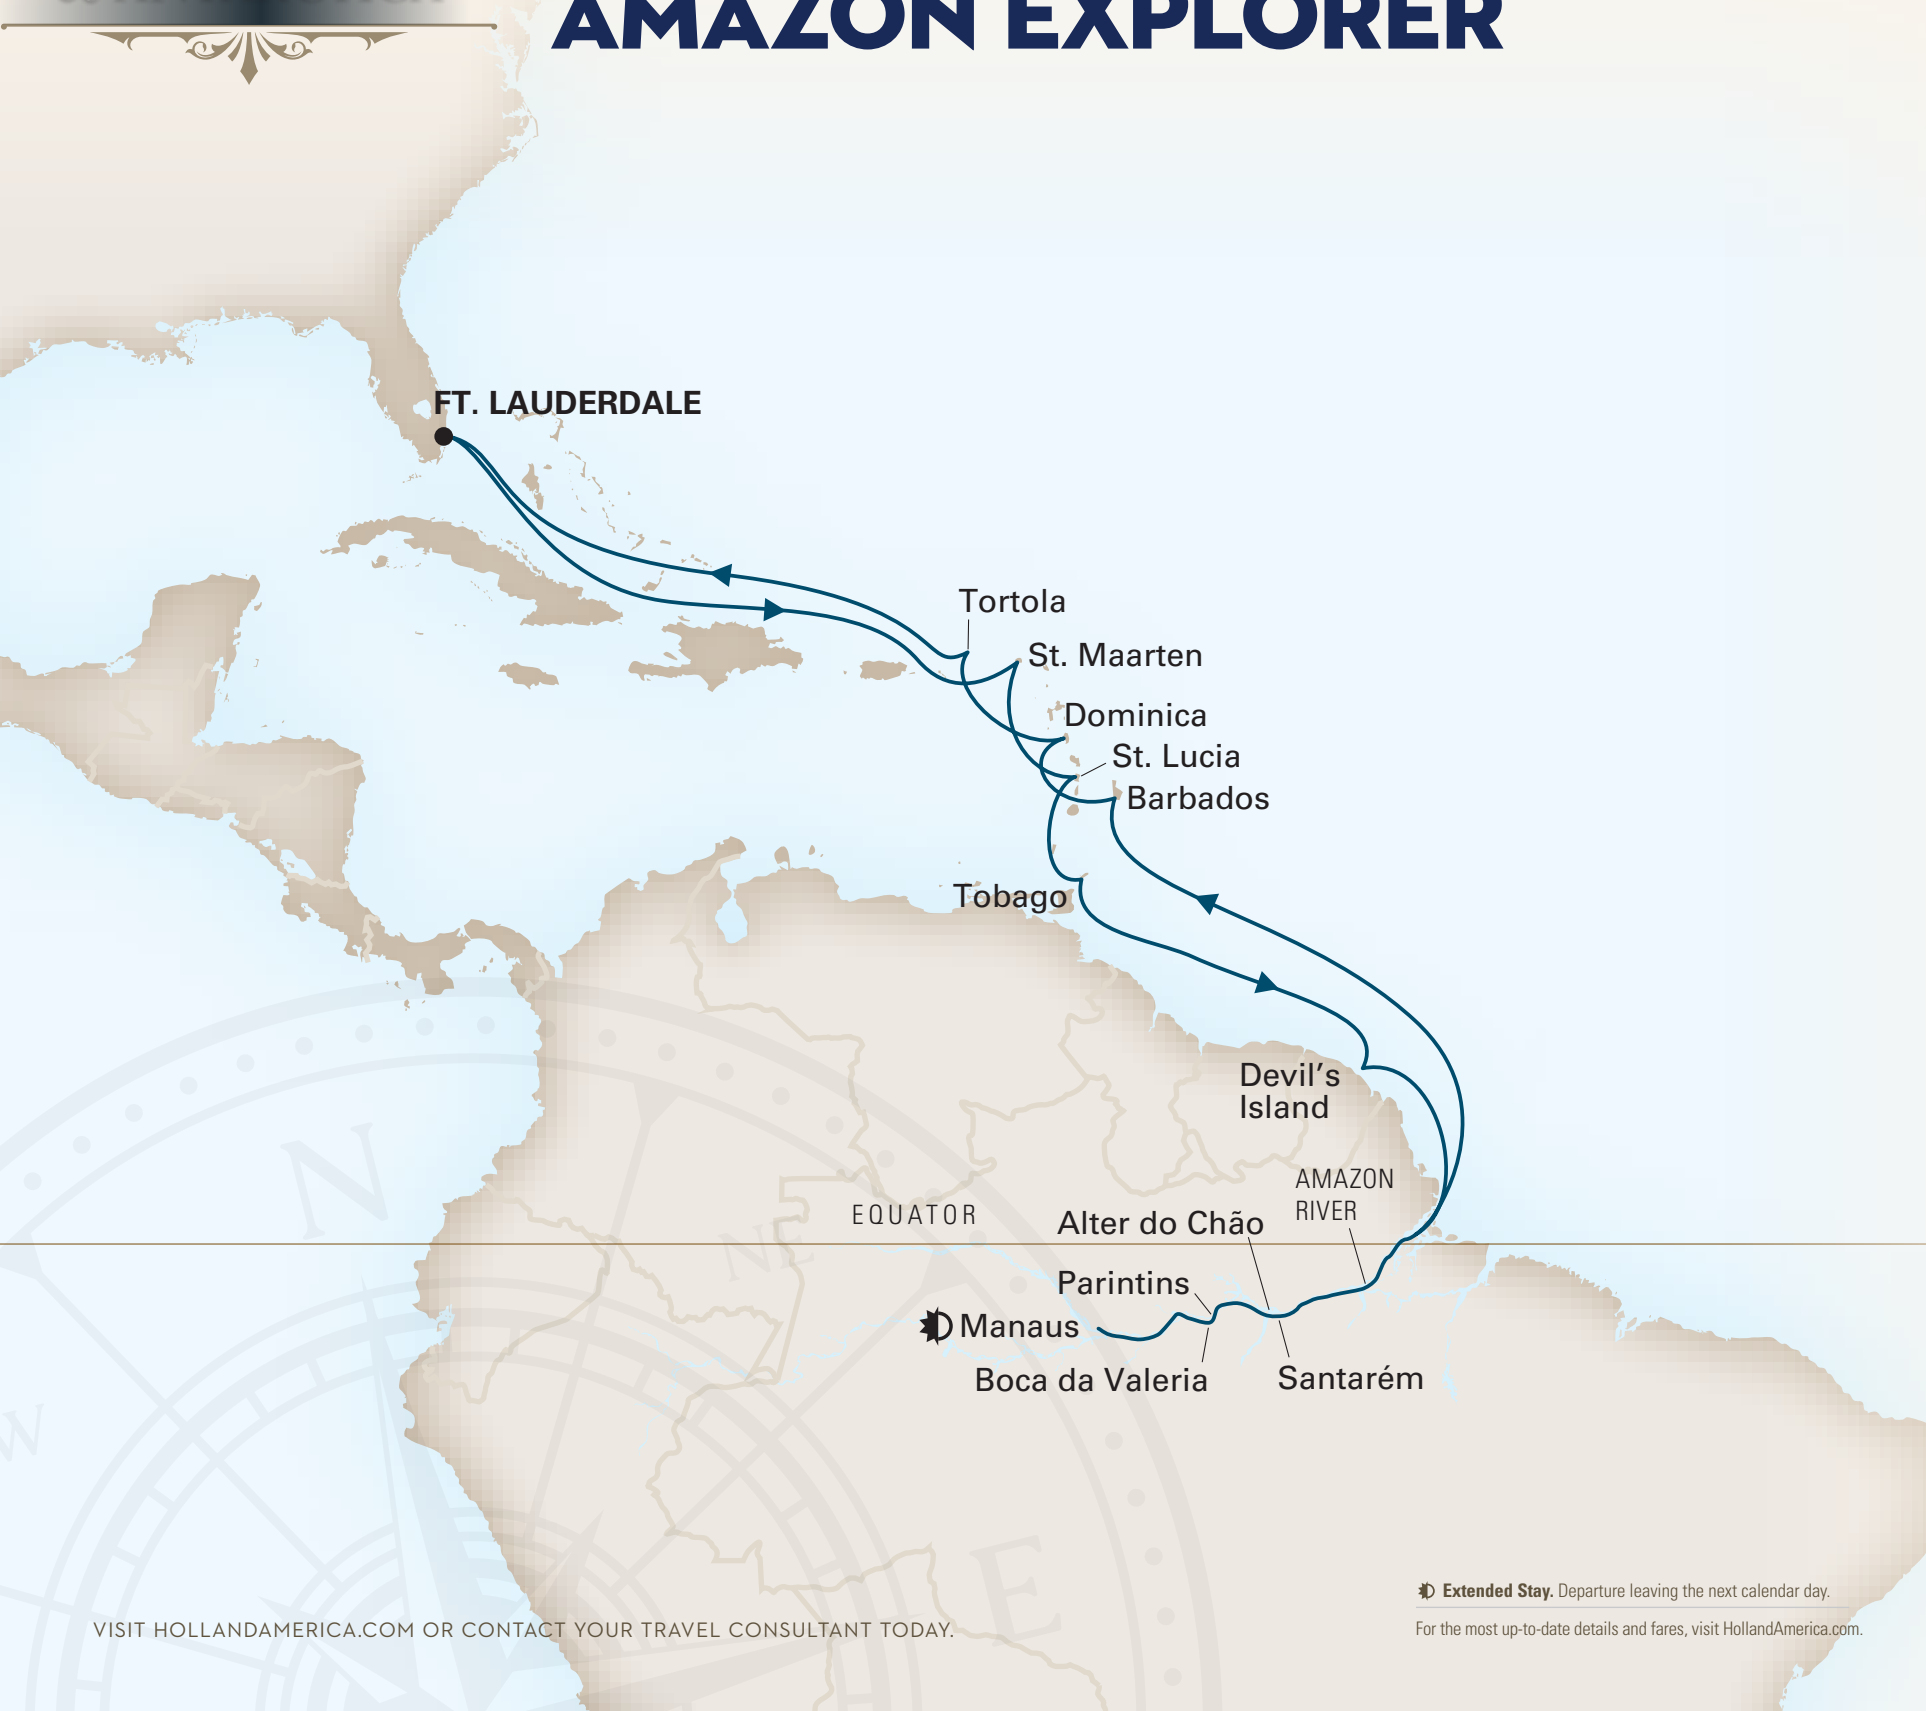 AMAZON EXPLORER
FT. LAUDERDALE
Tortola
St. Maarten
Dominica
St. Lucia
Barbados
Tobago
Devil's
Island
AMAZON
RIVER
EQUATOR
Alter do Chão
Parintins
Manaus
Boca da Valeria
Santarém
N
NE
W
E
Extended Stay. Departure leaving the next calendar day.
VISIT HOLLANDAMERICA.COM OR CONTACT YOUR TRAVEL CONSULTANT TODAY.
For the most up-to-date details and fares, visit HollandAmerica.com.